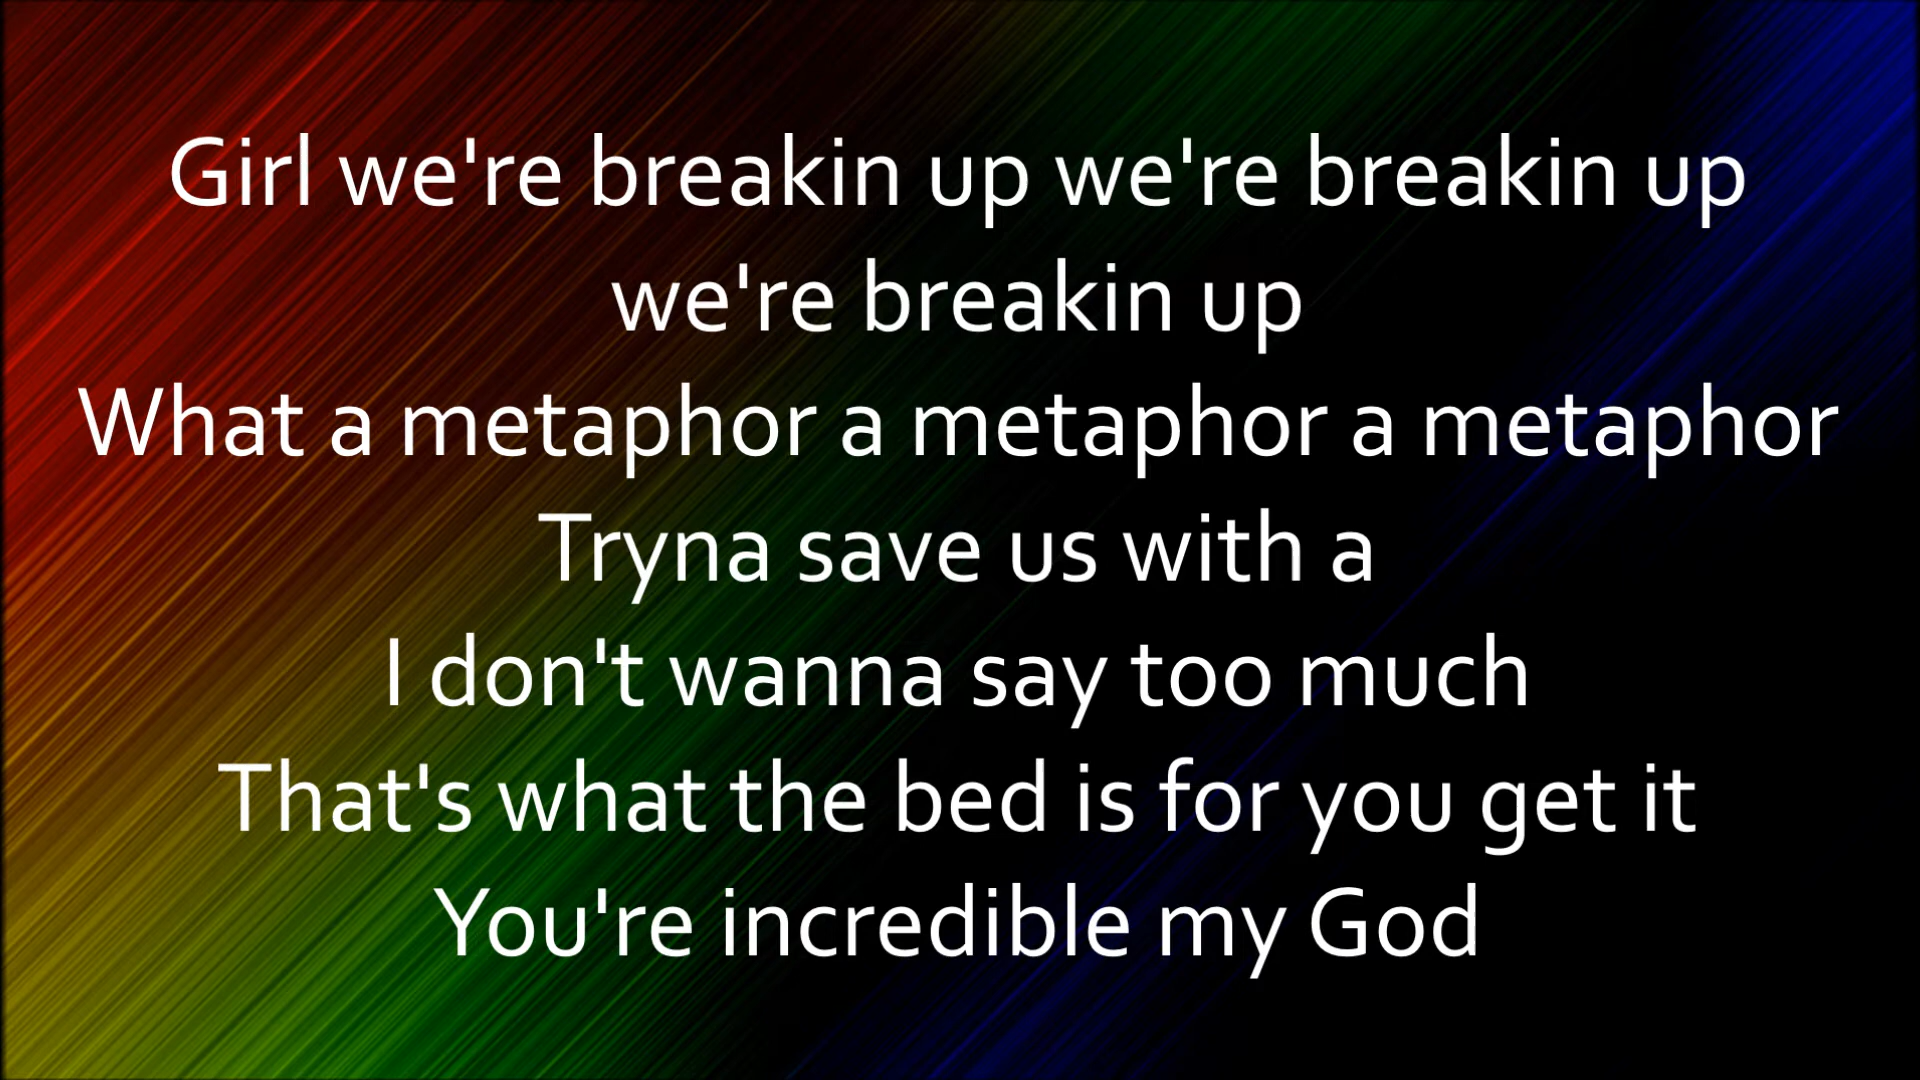 Girl we're breakin up we're breakin up
we're breakin up
What a metaphor a metaphor a metaphor
Tryna save us with a
I don't wanna say too much
That's what the bed is for you get it
You're incredible my God